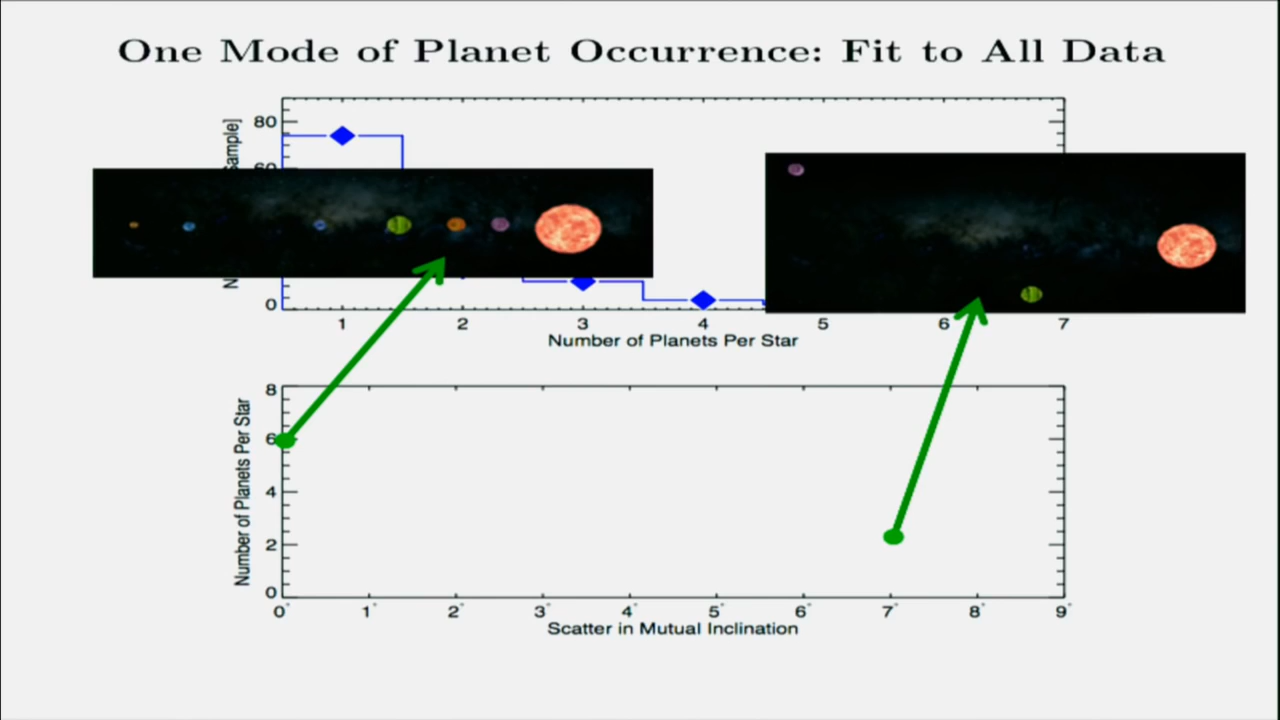 One Mode of Planet Occurrence: Fit to All Data
80
60
0
Sample]
N
1 2 3 4 5 6 7
Number of Planets Per Star
8
6
4
2
0
Number of Planets Per Star
0° 1° 2° 3° 4° 5° 6° 7° 8° 9°
Scatter in Mutual Inclination